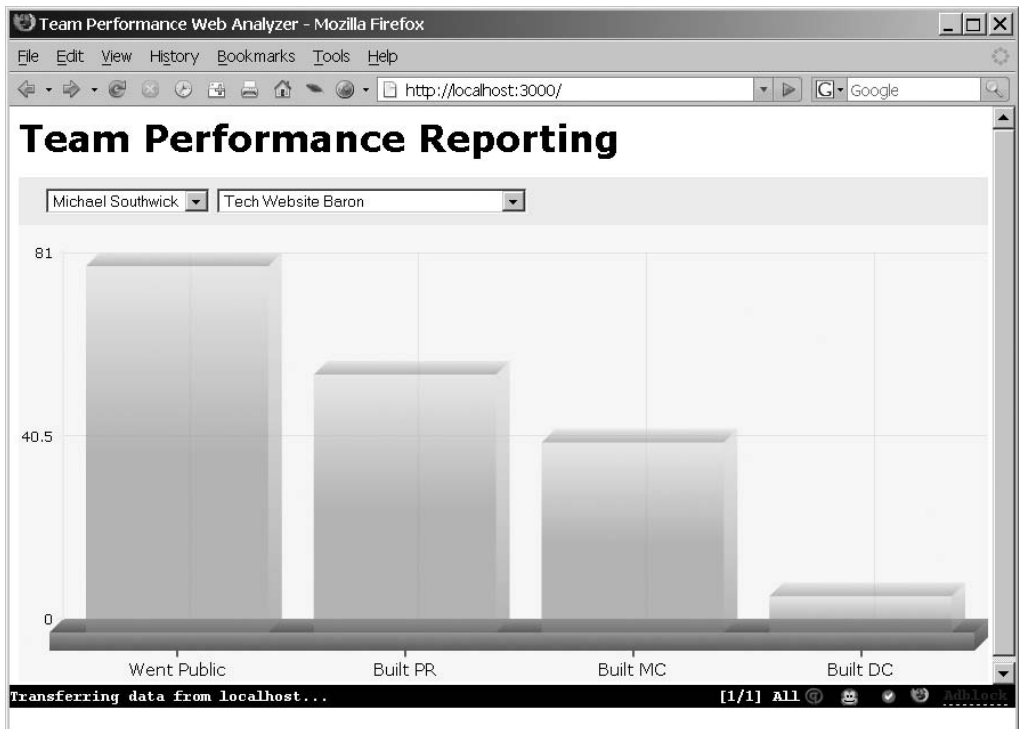 Team Performance Web Analyzer - Mozilla Firefox
File Edit View History Bookmarks Tools Help
http://localhost:3000/ G Google
Team Performance Reporting
Michael Southwick Tech Website Baron
81
40.5
0
Went Public Built PR Built MC Built DC
Transferring data from localhost... [1/1] All Adblock